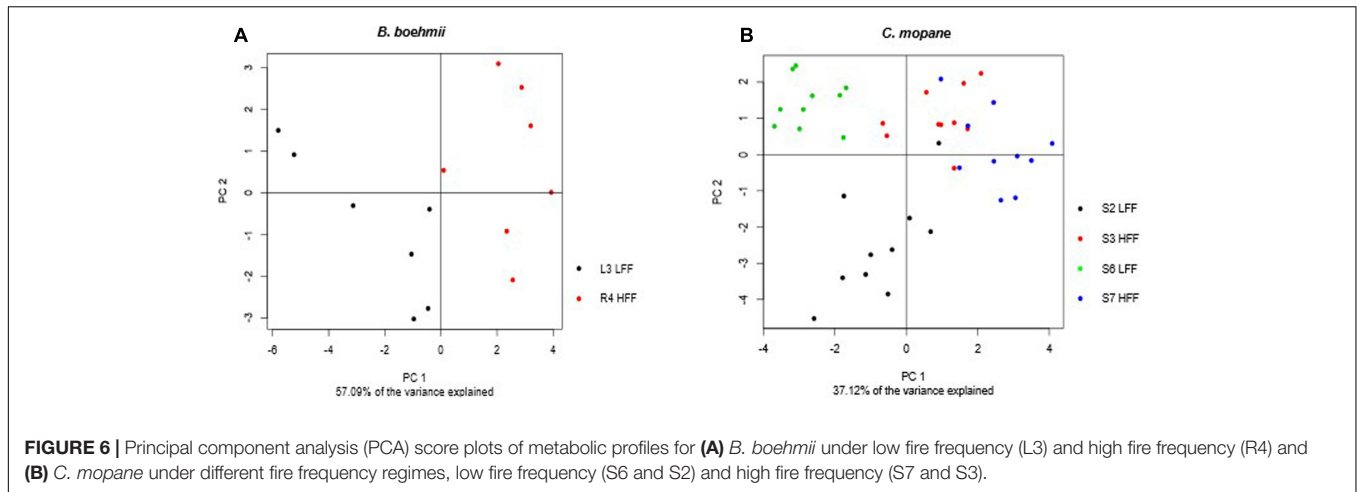 A
B. boehmii
3
2
1
0
-1
-2
-3
PC 2
-6
-4
-2
0
2
4
PC 1
57.09% of the variance explained
L3 LFF
R4 HFF
B
C. mopane
2
1
0
-1
-2
-3
-4
PC 2
-4
-2
0
2
4
PC 1
37.12% of the variance explained
S2 LFF
S3 HFF
S6 LFF
S7 HFF
FIGURE 6 | Principal component analysis (PCA) score plots of metabolic profiles for (A) B. boehmii under low fire frequency (L3) and high fire frequency (R4) and
(B) C. mopane under different fire frequency regimes, low fire frequency (S6 and S2) and high fire frequency (S7 and S3).